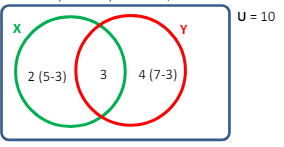 U = 10
X
Y
2 (5-3)
3
4 (7-3)